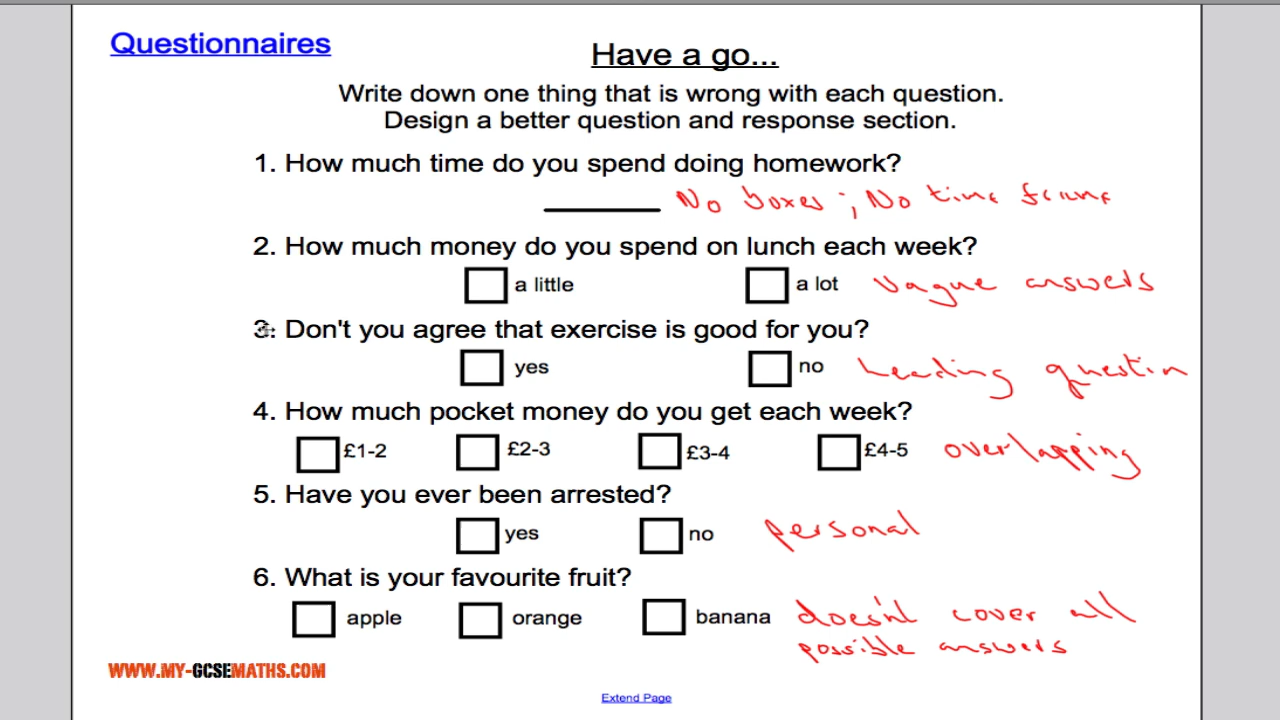 Questionnaires
Have a go...
Write down one thing that is wrong with each question.
Design a better question and response section.
1. How much time do you spend doing homework?
No boxes ; No time frame
2. How much money do you spend on lunch each week?
a little a lot vague answers
3. Don't you agree that exercise is good for you?
yes no Leading question
4. How much pocket money do you get each week?
£1-2 £2-3 £3-4 £4-5 overlapping
5. Have you ever been arrested?
yes no personal
6. What is your favourite fruit?
apple orange banana doesn't cover all
possible answers
WWW.MY-GCSEMATHS.COM
Extend Page